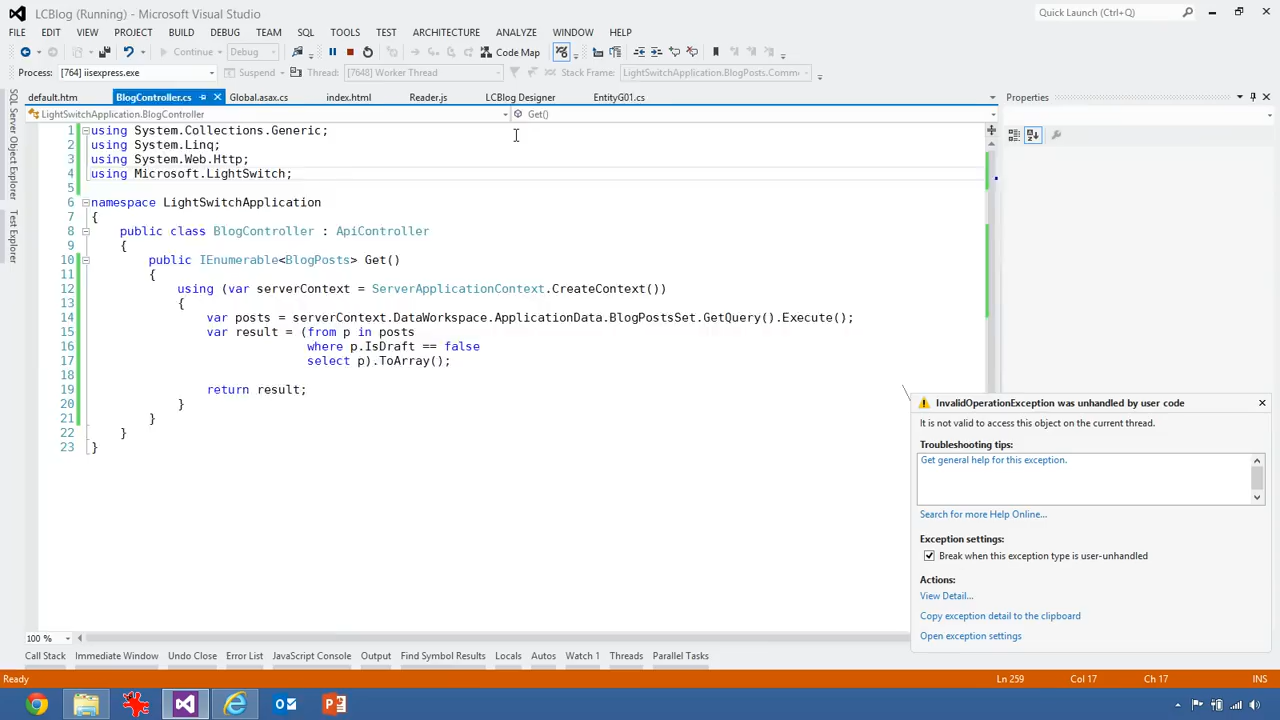 LCBlog (Running) - Microsoft Visual Studio
Quick Launch (Ctrl+Q)
FILE EDIT VIEW PROJECT BUILD DEBUG TEAM SQL TOOLS TEST ARCHITECTURE ANALYZE WINDOW HELP
Continue Debug Code Map
Process: [764] iisexpress.exe Suspend Thread: [7648] Worker Thread Stack Frame: LightSwitchApplication.BlogPosts.Comme
default.htm BlogController.cs Global.asax.cs index.html Reader.js LCBlog Designer EntityG01.cs
Properties
LightSwitchApplication.BlogController Get()
SQL Server Object Explorer
Test Explorer
1 using System.Collections.Generic;
2 using System.Linq;
3 using System.Web.Http;
4 using Microsoft.LightSwitch;
5
6 namespace LightSwitchApplication
7 {
8 public class BlogController : ApiController
9 {
10 public IEnumerable<BlogPosts> Get()
11 {
12 using (var serverContext = ServerApplicationContext.CreateContext())
13 {
14 var posts = serverContext.DataWorkspace.ApplicationData.BlogPostsSet.GetQuery().Execute();
15 var result = (from p in posts
16 where p.IsDraft == false
17 select p).ToArray();
18
19 return result;
20 }
21 }
22 }
23 }
InvalidOperationException was unhandled by user code
It is not valid to access this object on the current thread.
Troubleshooting tips:
Get general help for this exception.
Search for more Help Online...
Exception settings:
Break when this exception type is user-unhandled
Actions:
View Detail...
Copy exception detail to the clipboard
Open exception settings
100 %
Call Stack Immediate Window Undo Close Error List JavaScript Console Output Find Symbol Results Locals Autos Watch 1 Threads Parallel Tasks
Ready Ln 259 Col 17 Ch 17 INS